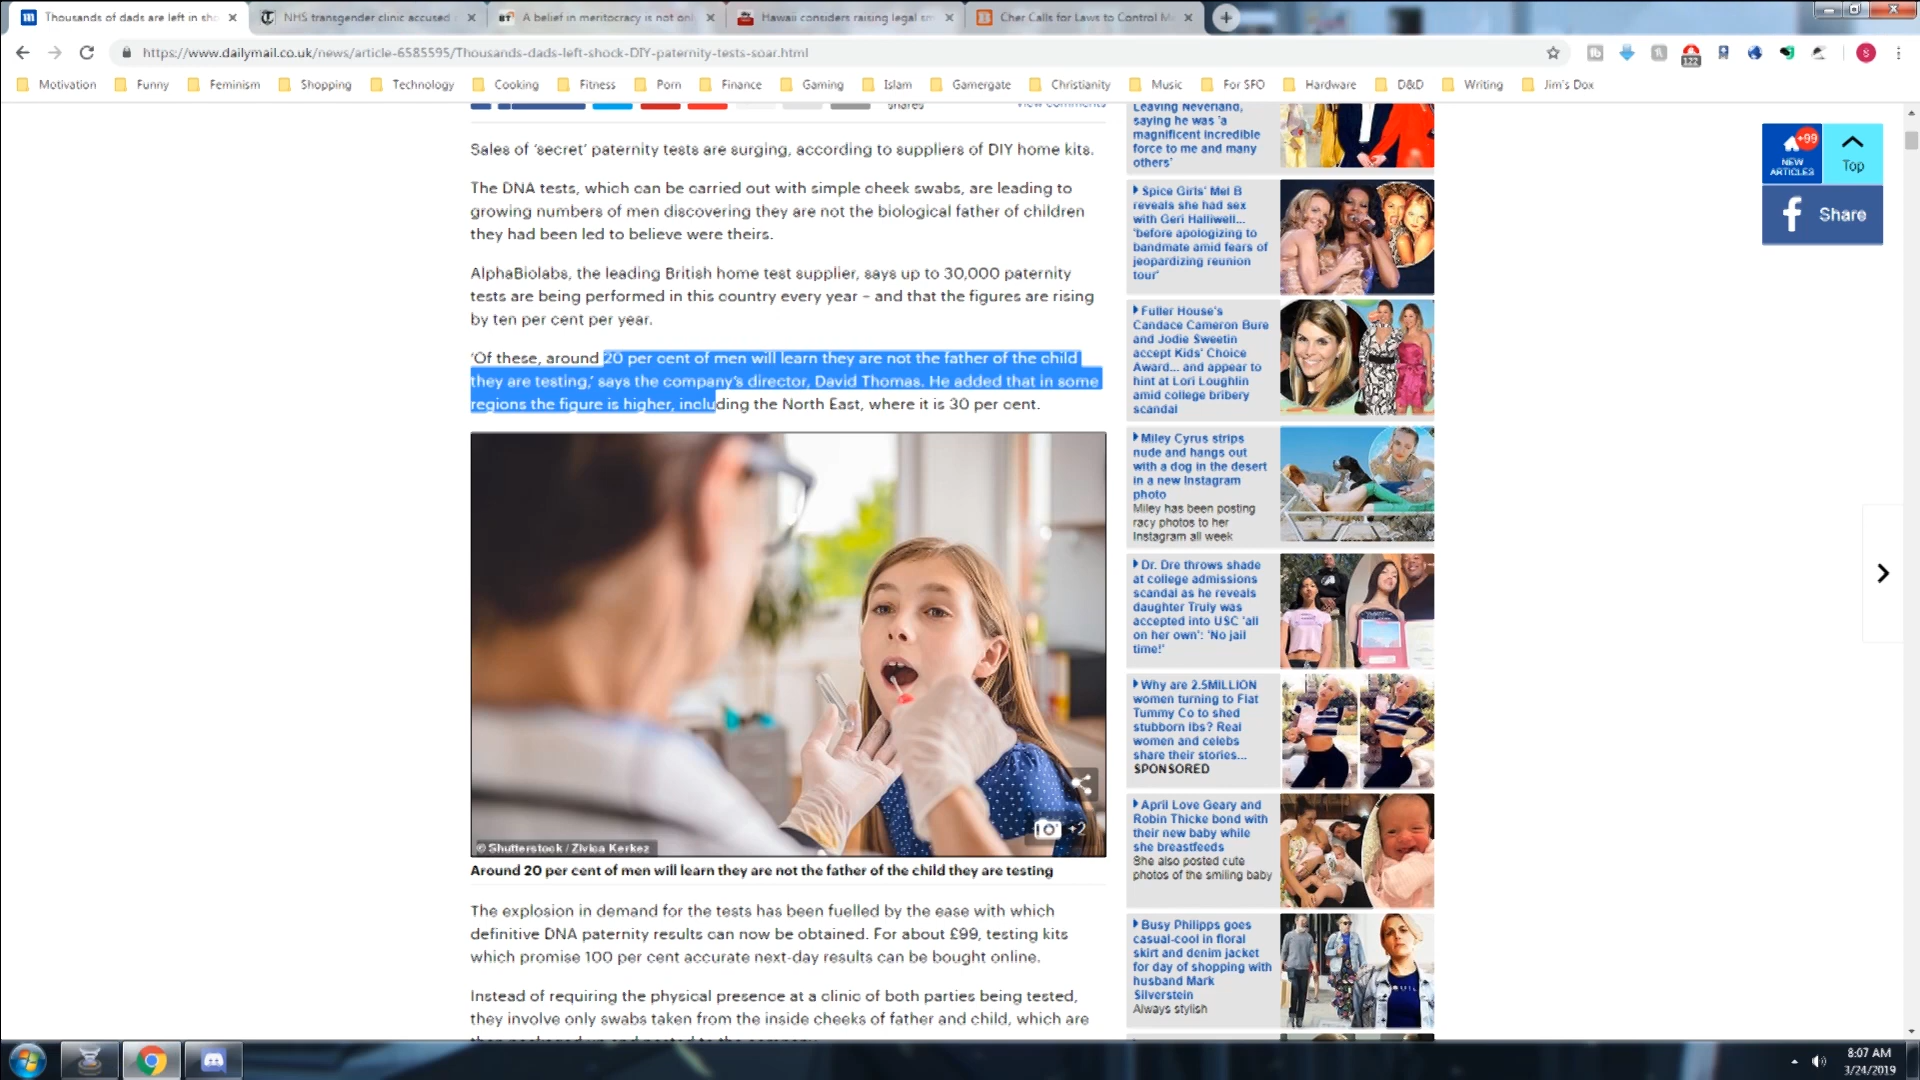 Thousands of dads are left in sho
NHS transgender clinic accused
A belief in meritocracy is not onl
Hawaii considers raising legal sm
Cher Calls for Laws to Control M
https://www.dailymail.co.uk/news/article-6585595/Thousands-dads-left-shock-DIY-paternity-tests-soar.html
122
S
Motivation
Funny
Feminism
Shopping
Technology
Cooking
Fitness
Porn
Finance
Gaming
Islam
Gamergate
Christianity
Music
For SFO
Hardware
D&D
Writing
Jim's Dox
shares
View comments
Sales of ‘secret’ paternity tests are surging, according to suppliers of DIY home kits.
The DNA tests, which can be carried out with simple cheek swabs, are leading to
growing numbers of men discovering they are not the biological father of children
they had been led to believe were theirs.
AlphaBiolabs, the leading British home test supplier, says up to 30,000 paternity
tests are being performed in this country every year – and that the figures are rising
by ten per cent per year.
‘Of these, around 20 per cent of men will learn they are not the father of the child
they are testing,’ says the company’s director, David Thomas. He added that in some
regions the figure is higher, including the North East, where it is 30 per cent.
+2
© Shutterstock / Zivica Kerkez
Around 20 per cent of men will learn they are not the father of the child they are testing
The explosion in demand for the tests has been fuelled by the ease with which
definitive DNA paternity results can now be obtained. For about £99, testing kits
which promise 100 per cent accurate next-day results can be bought online.
Instead of requiring the physical presence at a clinic of both parties being tested,
they involve only swabs taken from the inside cheeks of father and child, which are
Leaving Neverland,
saying he was 'a
magnificent incredible
force to me and many
others'
Spice Girls' Mel B
reveals she had sex
with Geri Halliwell...
'before apologizing to
bandmate amid fears of
jeopardizing reunion
tour'
Fuller House's
Candace Cameron Bure
and Jodie Sweetin
accept Kids' Choice
Award... and appear to
hint at Lori Loughlin
amid college bribery
scandal
Miley Cyrus strips
nude and hangs out
with a dog in the desert
in a new Instagram
photo
Miley has been posting
racy photos to her
Instagram all week
Dr. Dre throws shade
at college admissions
scandal as he reveals
daughter Truly was
accepted into USC 'all
on her own': 'No jail
time!'
Why are 2.5MILLION
women turning to Flat
Tummy Co to shed
stubborn lbs? Real
women and celebs
share their stories...
SPONSORED
April Love Geary and
Robin Thicke bond with
their new baby while
she breastfeeds
She also posted cute
photos of the smiling baby
Busy Philipps goes
casual-cool in floral
skirt and denim jacket
for day of shopping with
husband Mark
Silverstein
Always stylish
+99
NEW
ARTICLES
Top
Share
8:07 AM
3/24/2019